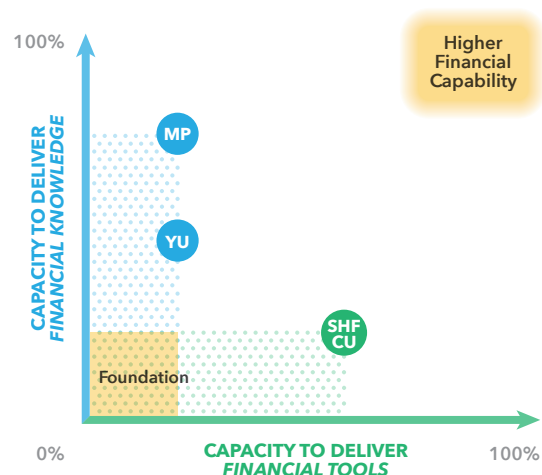 100%
Higher
Financial
Capability
CAPACITY TO DELIVER
FINANCIAL KNOWLEDGE
MP
YU
SHF
CU
Foundation
0%
CAPACITY TO DELIVER
FINANCIAL TOOLS
100%